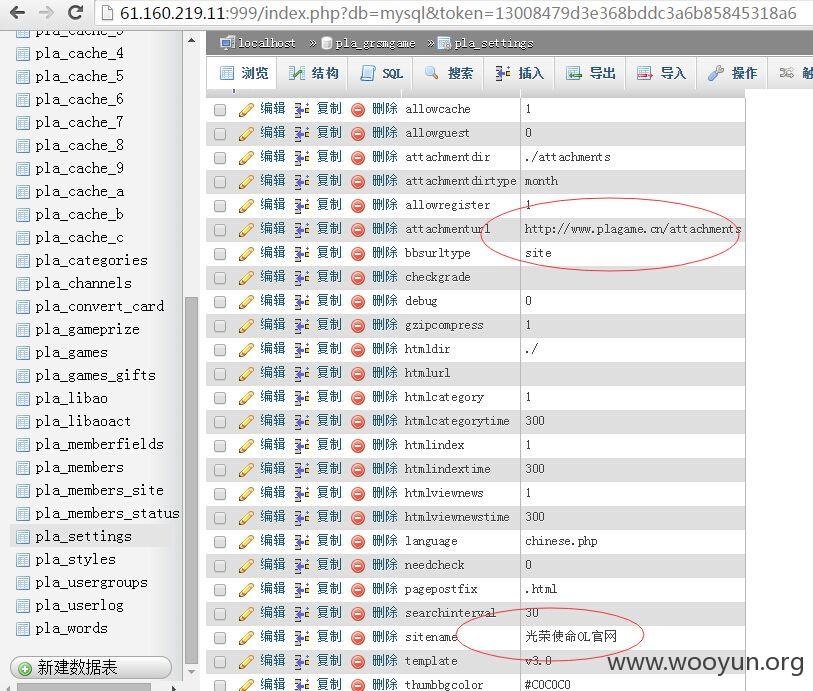 61.160.219.11:999/index.php?db=mysql&token=13008479d3e368bddc3a6b85845318a6
pla_cache_3
pla_cache_4
pla_cache_5
pla_cache_6
pla_cache_7
pla_cache_8
pla_cache_9
pla_cache_a
pla_cache_b
pla_cache_c
pla_categories
pla_channels
pla_convert_card
pla_gameprize
pla_games
pla_games_gifts
pla_libao
pla_libaoact
pla_memberfields
pla_members
pla_members_site
pla_members_status
pla_settings
pla_styles
pla_usergroups
pla_userlog
pla_words
新建数据表
localhost » pla_grsmgame » pla_settings
浏览 结构 SQL 搜索 插入 导出 导入 操作
编辑 复制 删除 allowcache 1
编辑 复制 删除 allowguest 0
编辑 复制 删除 attachmentdir ./attachments
编辑 复制 删除 attachmentdirtype month
编辑 复制 删除 allowregister 1
编辑 复制 删除 attachmenturl http://www.plagame.cn/attachments
编辑 复制 删除 bbsurltype site
编辑 复制 删除 checkgrade
编辑 复制 删除 debug 0
编辑 复制 删除 gzipcompress 1
编辑 复制 删除 htmldir ./
编辑 复制 删除 htmlurl
编辑 复制 删除 htmlcategory 1
编辑 复制 删除 htmlcategorytime 300
编辑 复制 删除 htmlindex 1
编辑 复制 删除 htmlindextime 300
编辑 复制 删除 htmlviewnews 1
编辑 复制 删除 htmlviewnewstime 300
编辑 复制 删除 language chinese.php
编辑 复制 删除 needcheck 0
编辑 复制 删除 pagepostfix .html
编辑 复制 删除 searchinterval 30
编辑 复制 删除 sitename 光荣使命OL官网
编辑 复制 删除 template v3.0
编辑 复制 删除 thumbbgcolor #C0C0C0
www.wooyun.org